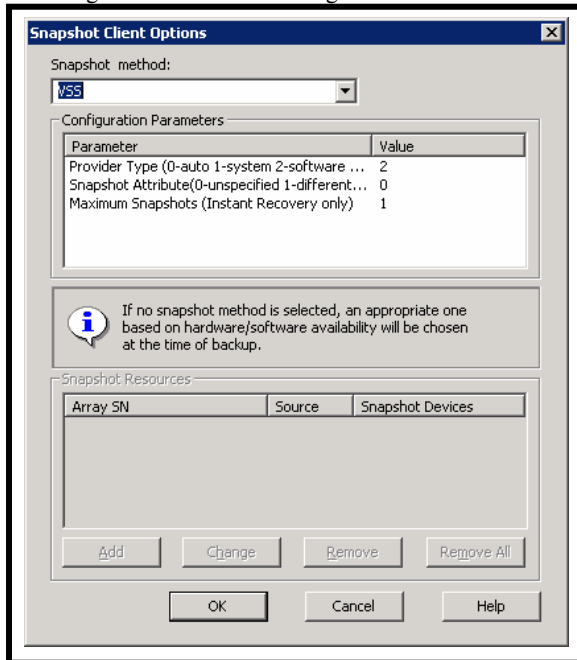 Snapshot Client Options
Snapshot method:
VSS
Configuration Parameters
Parameter Value
Provider Type (0-auto 1-system 2-software ... 2
Snapshot Attribute(0-unspecified 1-different... 0
Maximum Snapshots (Instant Recovery only) 1
If no snapshot method is selected, an appropriate one
based on hardware/software availability will be chosen
at the time of backup.
Snapshot Resources
Array SN Source Snapshot Devices
Add Change Remove Remove All
OK Cancel Help